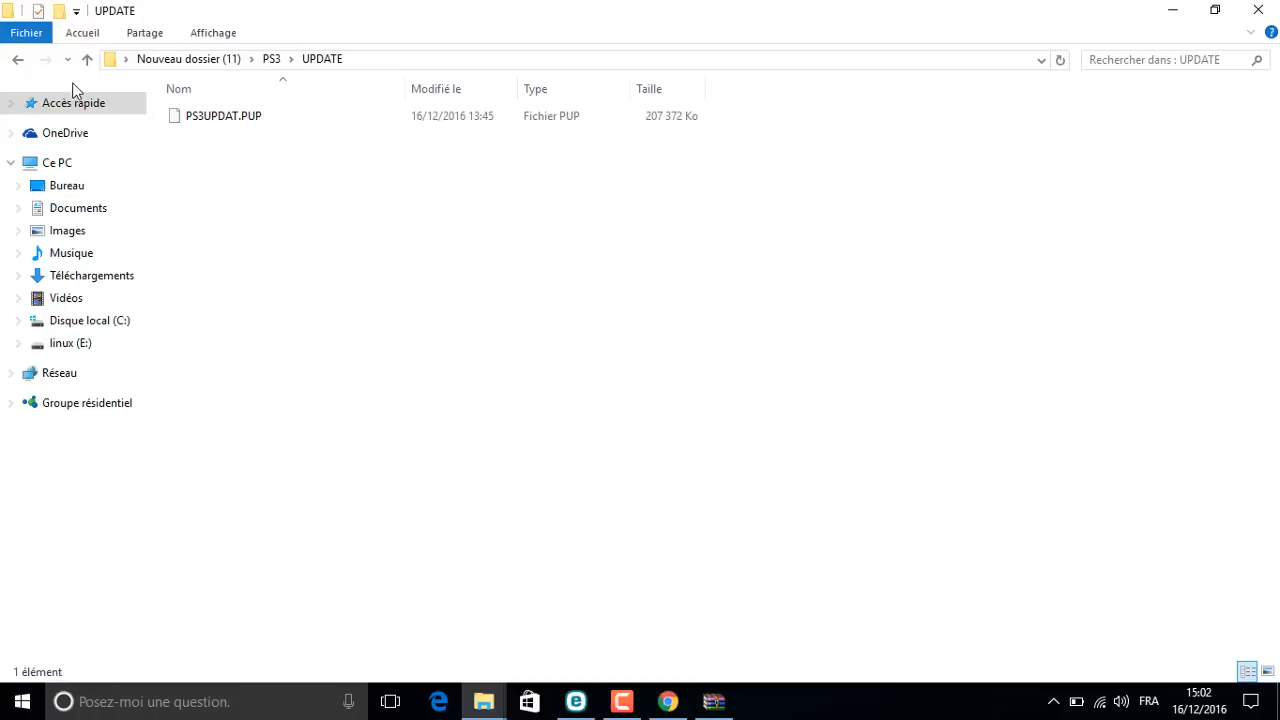 UPDATE
Fichier Accueil Partage Affichage
Nouveau dossier (11) PS3 UPDATE
Rechercher dans : UPDATE
Nom Modifié le Type Taille
PS3UPDAT.PUP 16/12/2016 13:45 Fichier PUP 207 372 Ko
Accès rapide
OneDrive
Ce PC
Bureau
Documents
Images
Musique
Téléchargements
Vidéos
Disque local (C:)
linux (E:)
Réseau
Groupe résidentiel
1 élément
Posez-moi une question.
FRA
15:02
16/12/2016